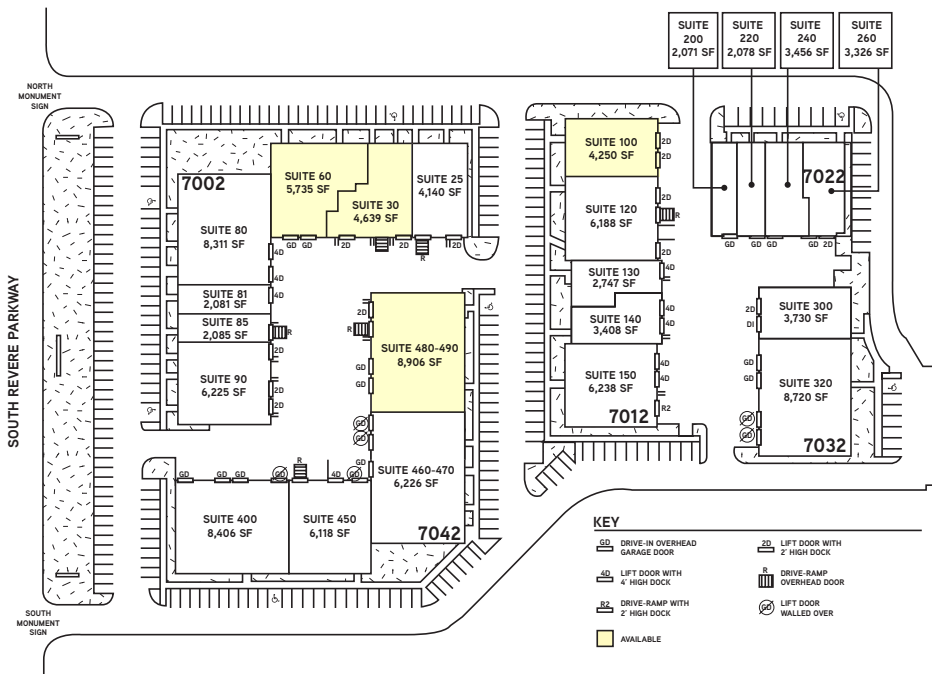 SUITE
200
2,071 SF
SUITE
220
2,078 SF
SUITE
240
3,456 SF
SUITE
260
3,326 SF
NORTH
MONUMENT
SIGN
SOUTH REVERE PARKWAY
SOUTH
MONUMENT
SIGN
7002
SUITE 60
5,735 SF
SUITE 30
4,639 SF
SUITE 25
4,140 SF
SUITE 80
8,311 SF
SUITE 81
2,081 SF
SUITE 85
2,085 SF
SUITE 90
6,225 SF
GD
GD
2D
2D
R
2D
4D
4D
4D
R
2D
2D
2D
2D
R
GD
GD
GD
GD
GD
SUITE 480-490
8,906 SF
SUITE 460-470
6,226 SF
7042
GD
GD
GD
GD
R
4D
GD
SUITE 400
8,406 SF
SUITE 450
6,118 SF
SUITE 100
4,250 SF
SUITE 120
6,188 SF
SUITE 130
2,747 SF
SUITE 140
3,408 SF
SUITE 150
6,238 SF
7012
2D
2D
2D
R
2D
4D
4D
4D
4D
4D
R2
7022
GD
GD
GD
GD
2D
SUITE 300
3,730 SF
SUITE 320
8,720 SF
7032
2D
DI
GD
GD
GD
GD
KEY
GD
DRIVE-IN OVERHEAD
GARAGE DOOR
4D
LIFT DOOR WITH
4' HIGH DOCK
R2
DRIVE-RAMP WITH
2' HIGH DOCK
AVAILABLE
2D
LIFT DOOR WITH
2' HIGH DOCK
R
DRIVE-RAMP
OVERHEAD DOOR
GD
LIFT DOOR
WALLED OVER